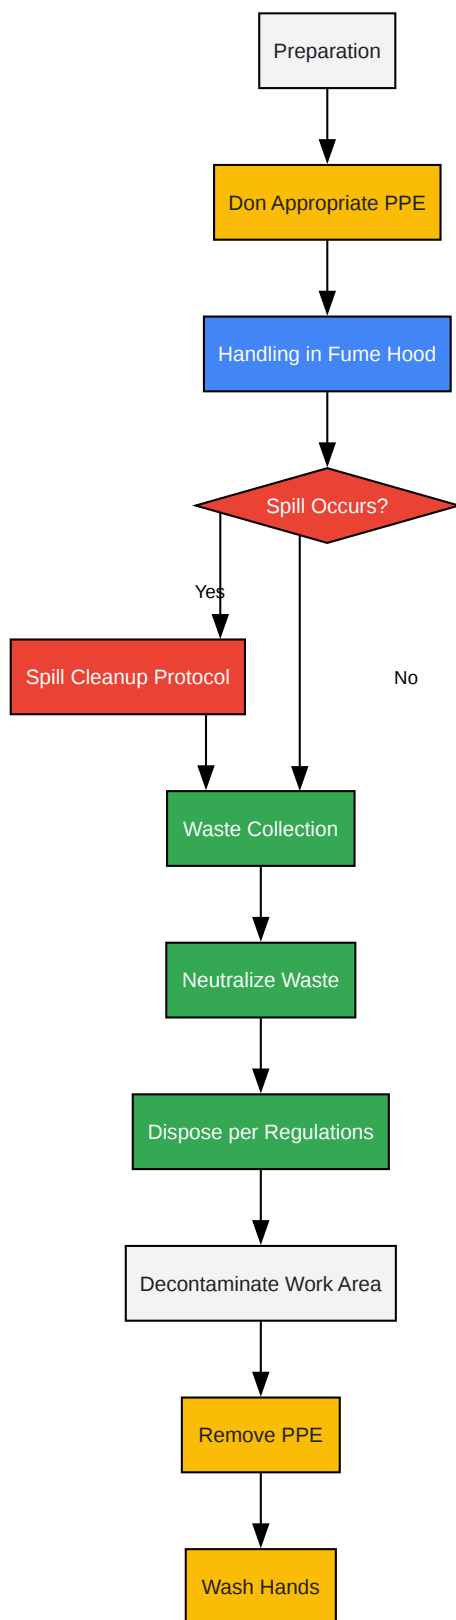 Preparation
Don Appropriate PPE
Handling in Fume Hood
Spill Occurs?
Yes
Spill Cleanup Protocol
No
Waste Collection
Neutralize Waste
Dispose per Regulations
Decontaminate Work Area
Remove PPE
Wash Hands